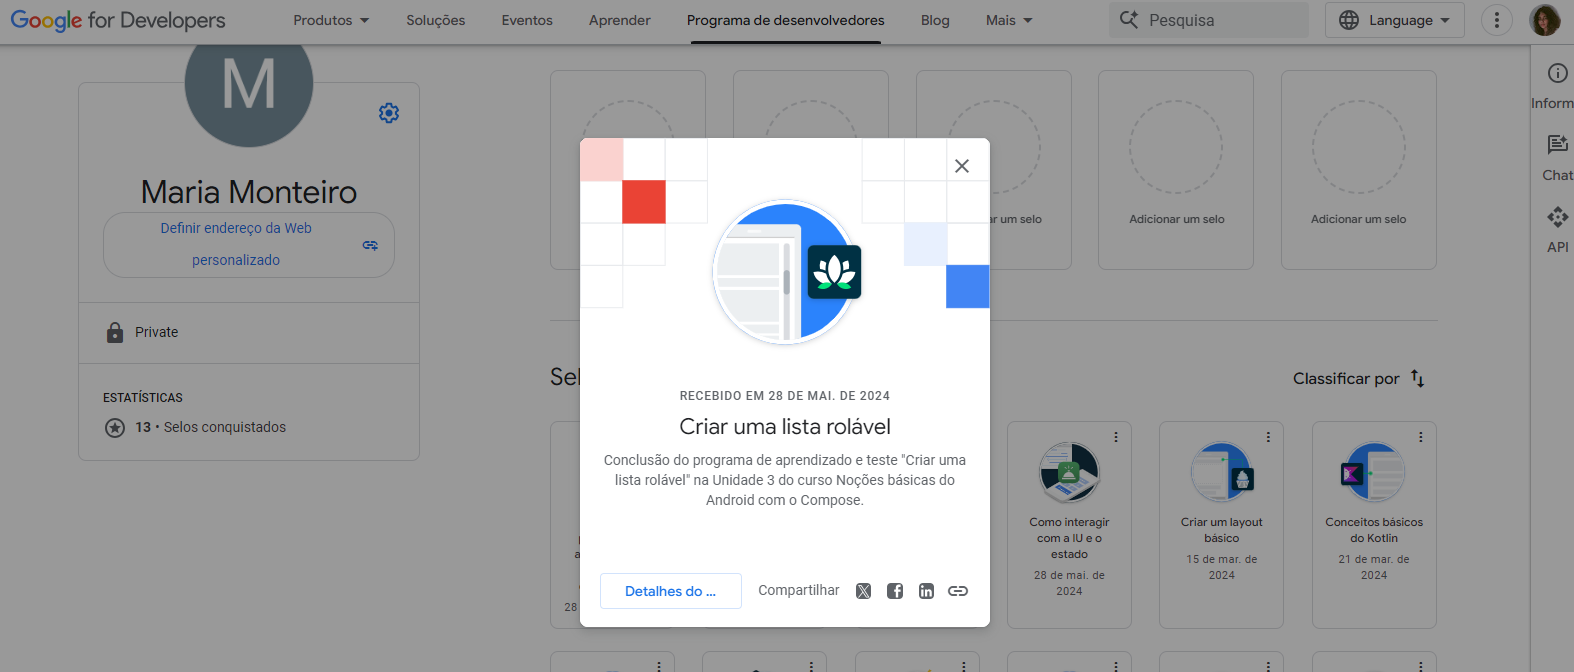 Google for Developers
Produtos
Soluções
Eventos
Aprender
Programa de desenvolvedores
Blog
Mais
Pesquisa
Language
M
Maria Monteiro
Definir endereço da Web
personalizado
Private
ESTATÍSTICAS
13 • Selos conquistados
r um selo
Adicionar um selo
Adicionar um selo
Inform
Chat
API
Sel
Classificar por
RECEBIDO EM 28 DE MAI. DE 2024
Criar uma lista rolável
Conclusão do programa de aprendizado e teste "Criar uma
lista rolável" na Unidade 3 do curso Noções básicas do
Android com o Compose.
Detalhes do ...
Compartilhar
28
Como interagir
com a IU e o
estado
28 de mai. de
2024
Criar um layout
básico
15 de mar. de
2024
Conceitos básicos
do Kotlin
21 de mar. de
2024